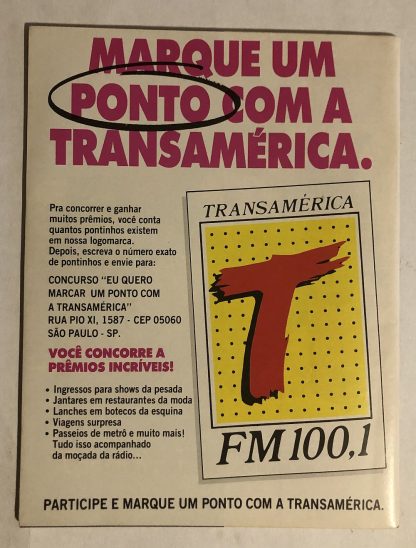 MARQUE UM
PONTO COM A
TRANSAMÉRICA.
Pra concorrer e ganhar
muitos prêmios, você conta
quantos pontinhos existem
em nossa logomarca.
Depois, escreva o número exato
de pontinhos e envie para:
CONCURSO "EU QUERO
MARCAR UM PONTO COM
A TRANSAMÉRICA"
RUA PIO XI, 1587 - CEP 05060
SÃO PAULO - SP.
VOCÊ CONCORRE A
PRÊMIOS INCRÍVEIS!
• Ingressos para shows da pesada
• Jantares em restaurantes da moda
• Lanches em botecos da esquina
• Viagens surpresa
• Passeios de metrô e muito mais!
Tudo isso acompanhado
da moçada da rádio...
TRANSAMÉRICA
T
FM 100,1
PARTICIPE E MARQUE UM PONTO COM A TRANSAMÉRICA.